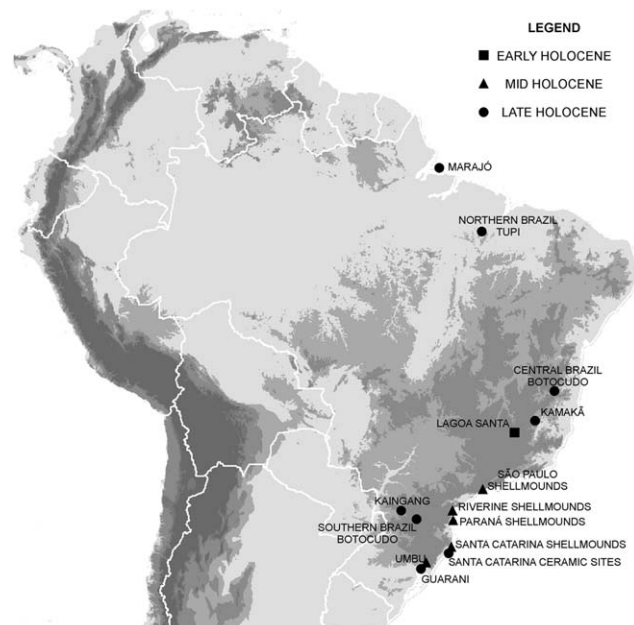 LEGEND
EARLY HOLOCENE
MID HOLOCENE
LATE HOLOCENE
MARAJÓ
NORTHERN BRAZIL
TUPI
CENTRAL BRAZIL
BOTOCUDO
KAMAKÃ
LAGOA SANTA
SÃO PAULO
SHELLMOUNDS
KAINGANG
RIVERINE SHELLMOUNDS
PARANÁ SHELLMOUNDS
SOUTHERN BRAZIL
BOTOCUDO
SANTA CATARINA SHELLMOUNDS
UMBU
SANTA CATARINA CERAMIC SITES
GUARANI